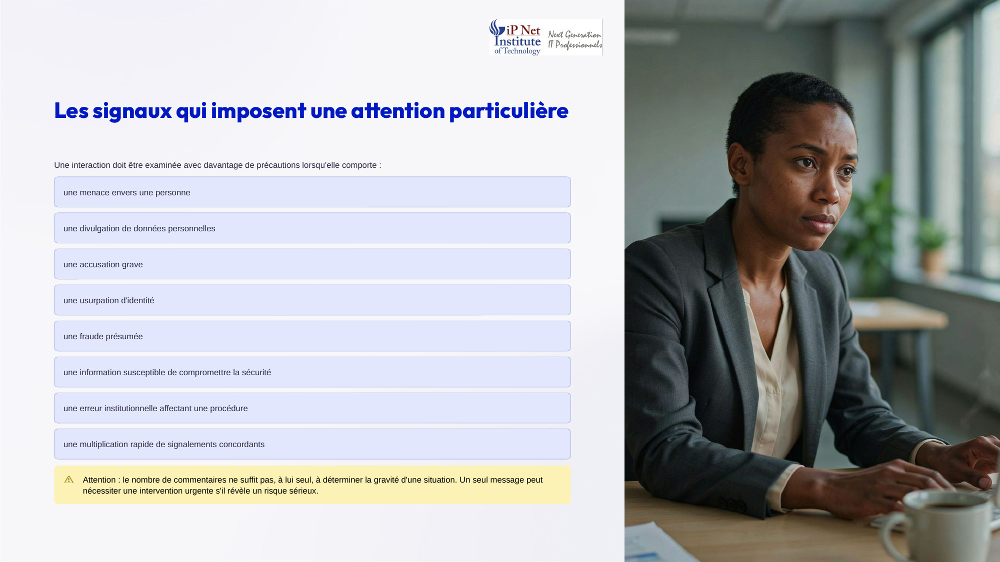 iP Net
Institute
of Technology
Next Generation
IT Professionnels
Les signaux qui imposent une attention particulière
Une interaction doit être examinée avec davantage de précautions lorsqu'elle comporte :
une menace envers une personne
une divulgation de données personnelles
une accusation grave
une usurpation d'identité
une fraude présumée
une information susceptible de compromettre la sécurité
une erreur institutionnelle affectant une procédure
une multiplication rapide de signalements concordants
Attention : le nombre de commentaires ne suffit pas, à lui seul, à déterminer la gravité d'une situation. Un seul message peut
nécessiter une intervention urgente s'il révèle un risque sérieux.